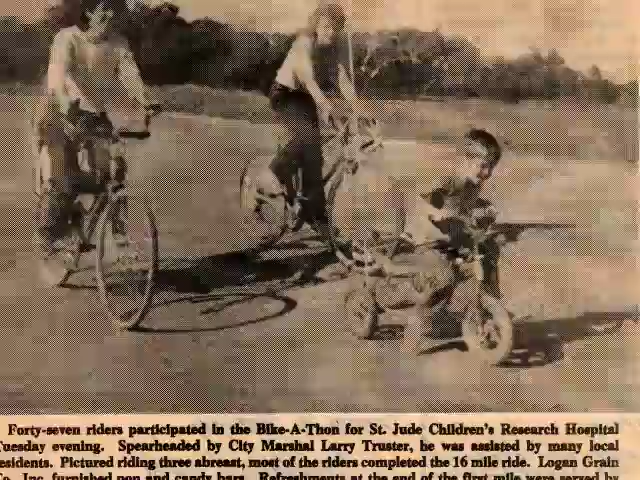 Forty-seven riders participated in the Bike-A-Thon for St. Jude Children's Research Hospital
Tuesday evening. Spearheaded by City Marshal Larry Truster, he was assisted by many local
residents. Pictured riding three abreast, most of the riders completed the 16 mile ride. Logan Grain
Co., Inc. furnished pop and candy bars. Refreshments at the end of the first mile were served by